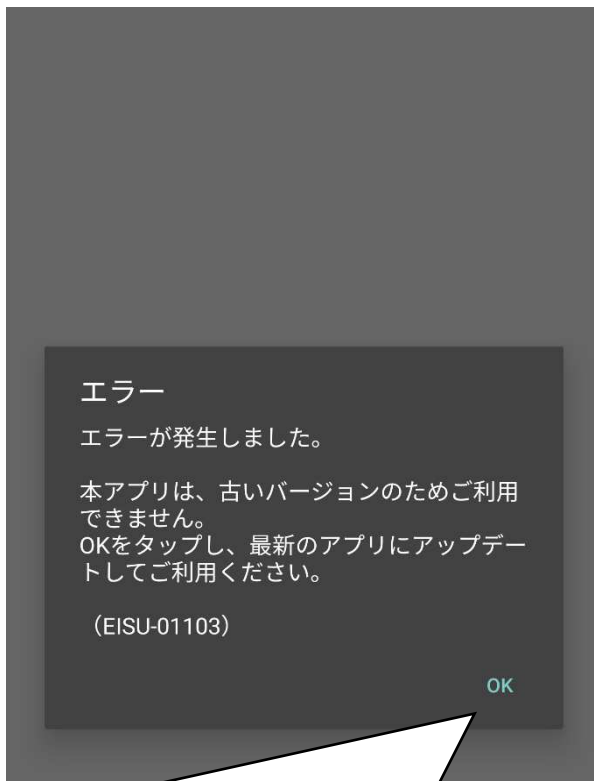 エラー
エラーが発生しました。
本アプリは、古いバージョンのためご利用
できません。
OKをタップし、最新のアプリにアップデー
トしてご利用ください。
（EISU-01103）
OK